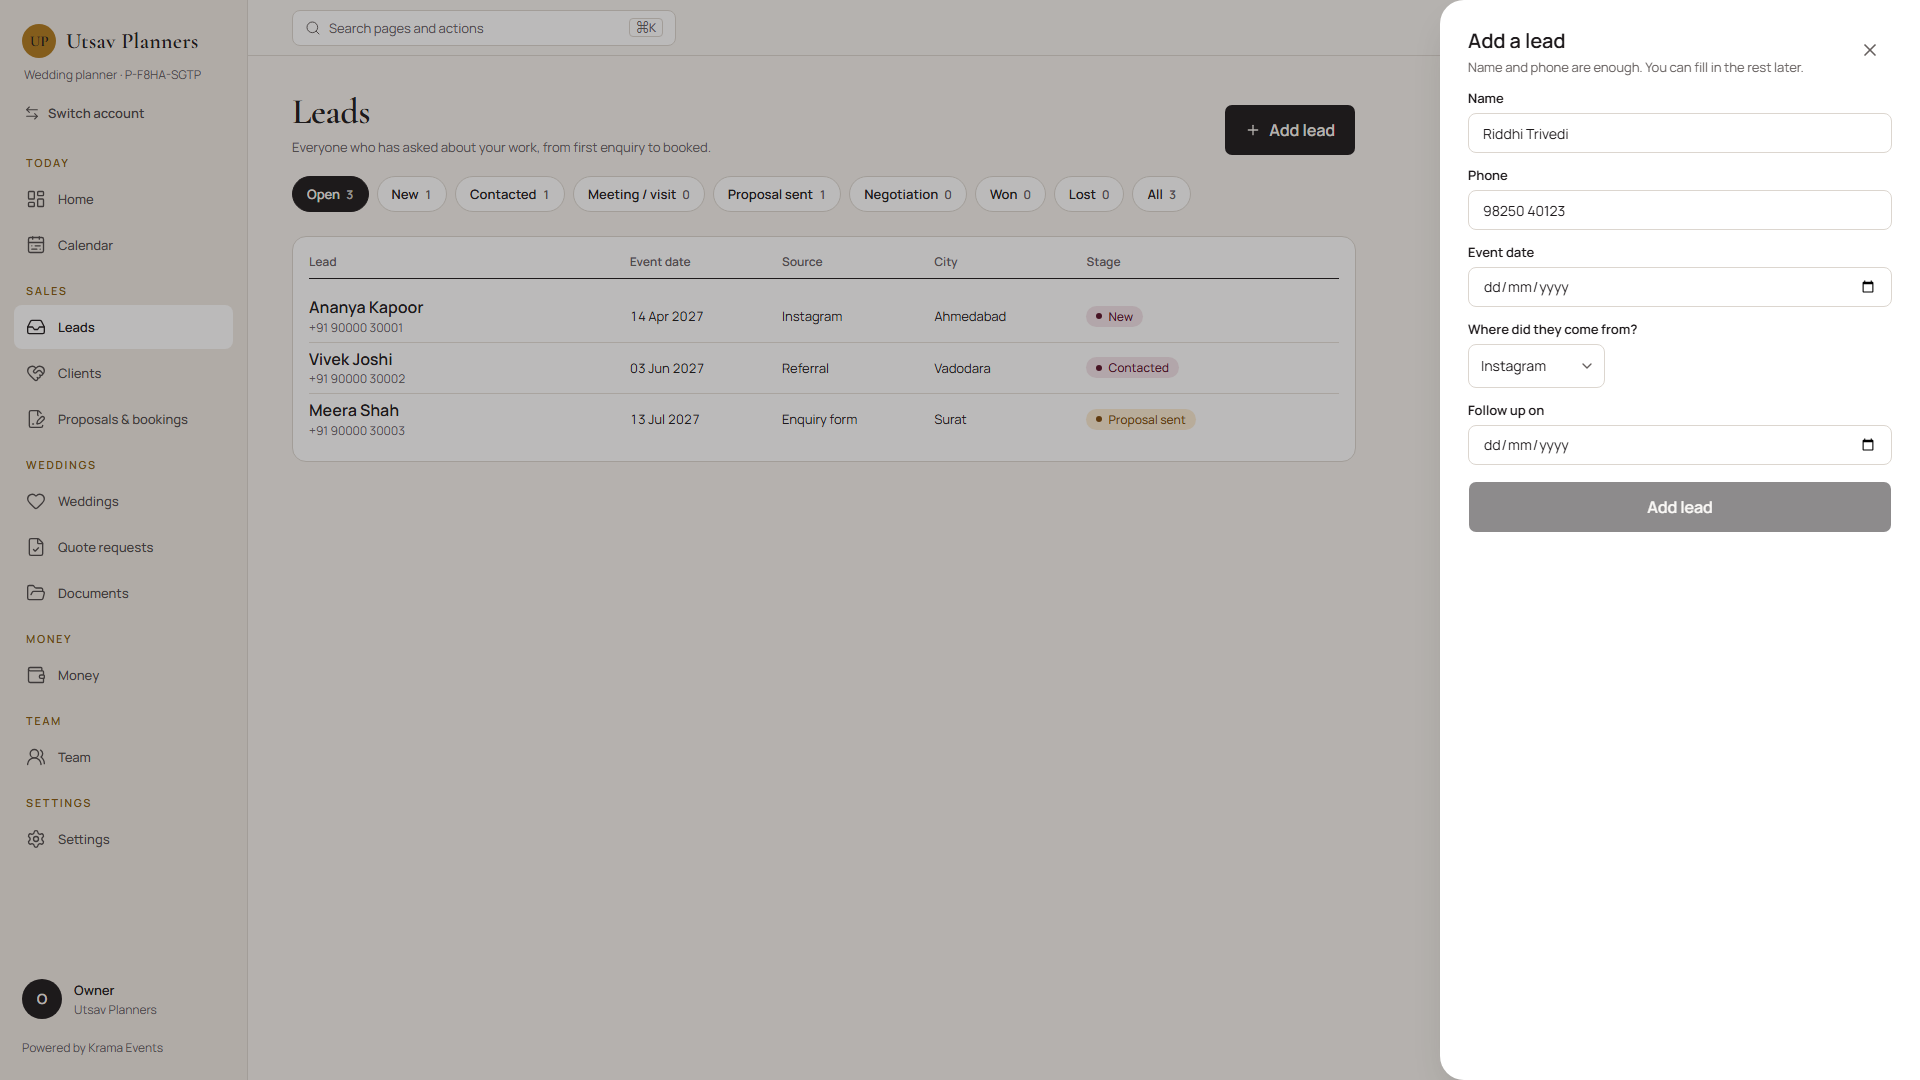 UP Utsav Planners
Wedding planner · P-F8HA-SGTP
Switch account
TODAY
Home
Calendar
SALES
Leads
Clients
Proposals & bookings
WEDDINGS
Weddings
Quote requests
Documents
MONEY
Money
TEAM
Team
SETTINGS
Settings
O Owner
Utsav Planners
Powered by Krama Events
Search pages and actions ⌘K
Leads
Everyone who has asked about your work, from first enquiry to booked.
+ Add lead
Open 3 New 1 Contacted 1 Meeting / visit 0 Proposal sent 1 Negotiation 0 Won 0 Lost 0 All 3
Lead Event date Source City Stage
Ananya Kapoor 14 Apr 2027 Instagram Ahmedabad New
+91 90000 30001
Vivek Joshi 03 Jun 2027 Referral Vadodara Contacted
+91 90000 30002
Meera Shah 13 Jul 2027 Enquiry form Surat Proposal sent
+91 90000 30003
Add a lead
Name and phone are enough. You can fill in the rest later.
Name
Riddhi Trivedi
Phone
98250 40123
Event date
dd/mm/yyyy
Where did they come from?
Instagram
Follow up on
dd/mm/yyyy
Add lead